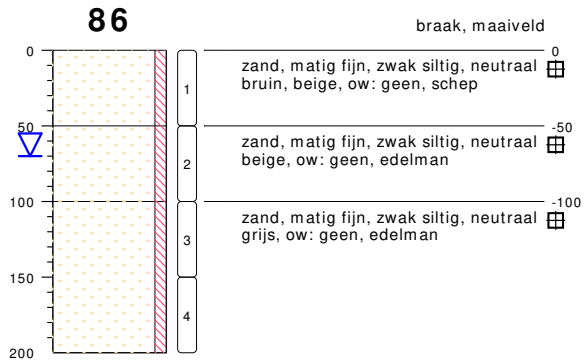 86
braak, maaiveld
0
0
zand, matig fijn, zwak siltig, neutraal
bruin, beige, ow: geen, schep
1
50
-50
zand, matig fijn, zwak siltig, neutraal
beige, ow: geen, edelman
2
100
-100
zand, matig fijn, zwak siltig, neutraal
grijs, ow: geen, edelman
3
150
4
200